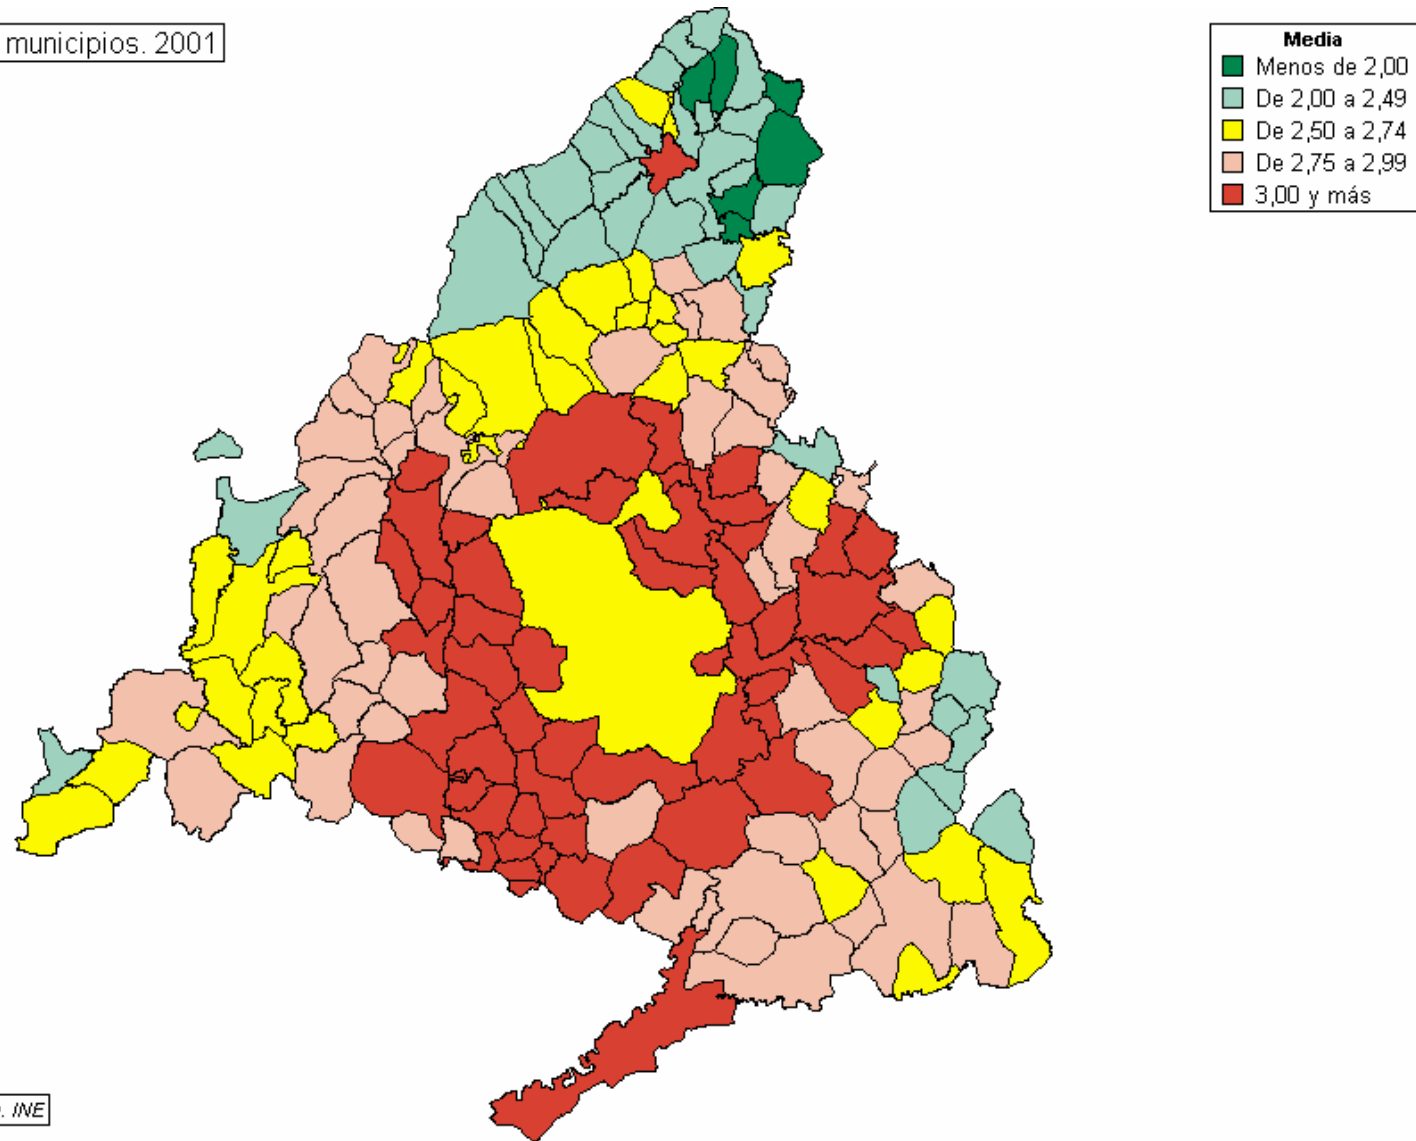 municipios. 2001
Media
Menos de 2,00
De 2,00 a 2,49
De 2,50 a 2,74
De 2,75 a 2,99
3,00 y más
. INE